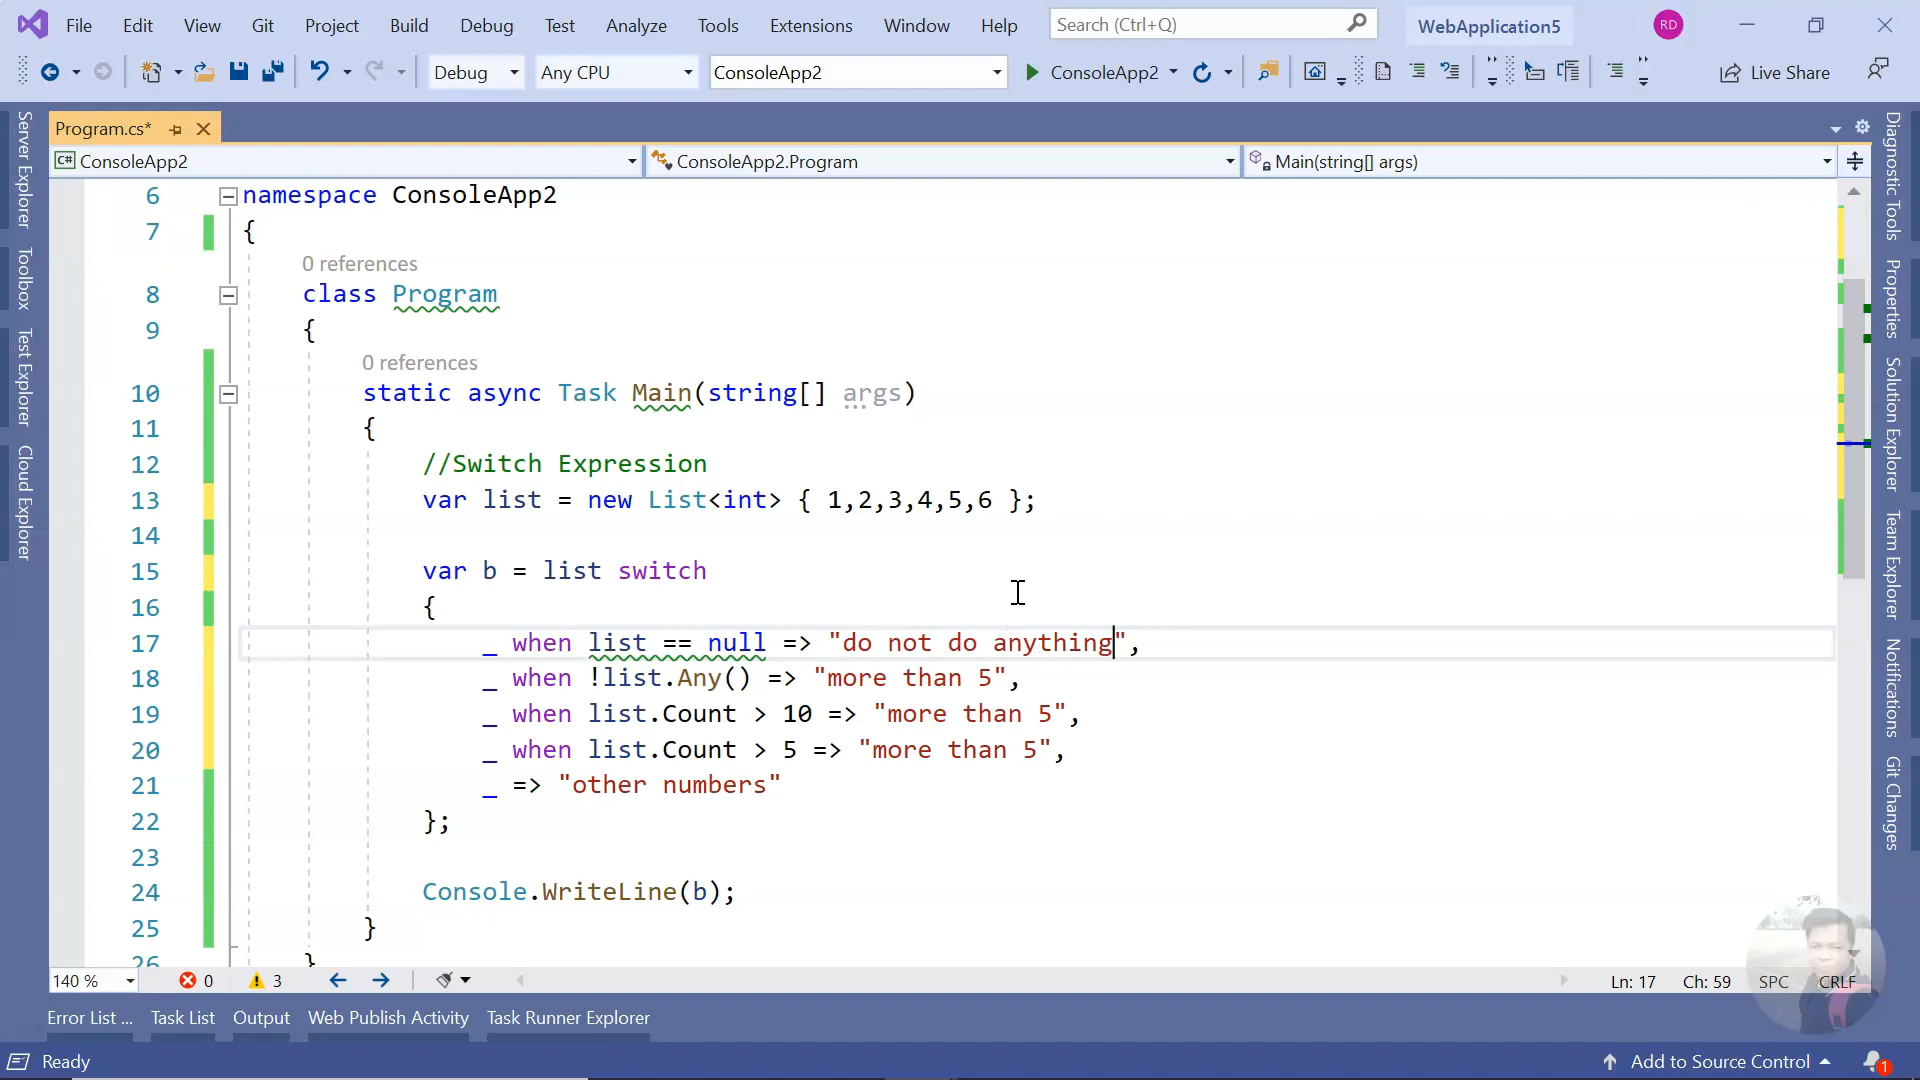 File Edit View Git Project Build Debug Test Analyze Tools Extensions Window Help Search (Ctrl+Q) WebApplication5 RD
Debug Any CPU ConsoleApp2 ConsoleApp2 Live Share
Program.cs*
C# ConsoleApp2 ConsoleApp2.Program Main(string[] args)
Server Explorer
Toolbox
Test Explorer
Cloud Explorer
6 namespace ConsoleApp2
7 {
0 references
8 class Program
9 {
0 references
10 static async Task Main(string[] args)
11 {
12 //Switch Expression
13 var list = new List<int> { 1,2,3,4,5,6 };
14
15 var b = list switch
16 {
17 _ when list == null => "do not do anything",
18 _ when !list.Any() => "more than 5",
19 _ when list.Count > 10 => "more than 5",
20 _ when list.Count > 5 => "more than 5",
21 _ => "other numbers"
22 };
23
24 Console.WriteLine(b);
25 }
26 }
Diagnostic Tools
Properties
Solution Explorer
Team Explorer
Notifications
Git Changes
140 % 0 3 Ln: 17 Ch: 59 SPC CRLF
Error List ... Task List Output Web Publish Activity Task Runner Explorer
Ready Add to Source Control 1